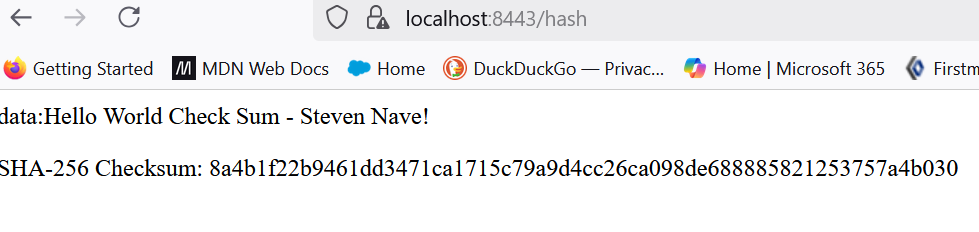 localhost:8443/hash
Getting Started M MDN Web Docs Home DuckDuckGo — Privac... Home | Microsoft 365 Firstm
data:Hello World Check Sum - Steven Nave!
SHA-256 Checksum: 8a4b1f22b9461dd3471ca1715c79a9d4cc26ca098de688885821253757a4b030